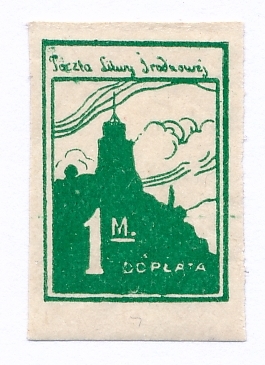 Poczta Litwy Środkowej
1 M.
DOPŁATA